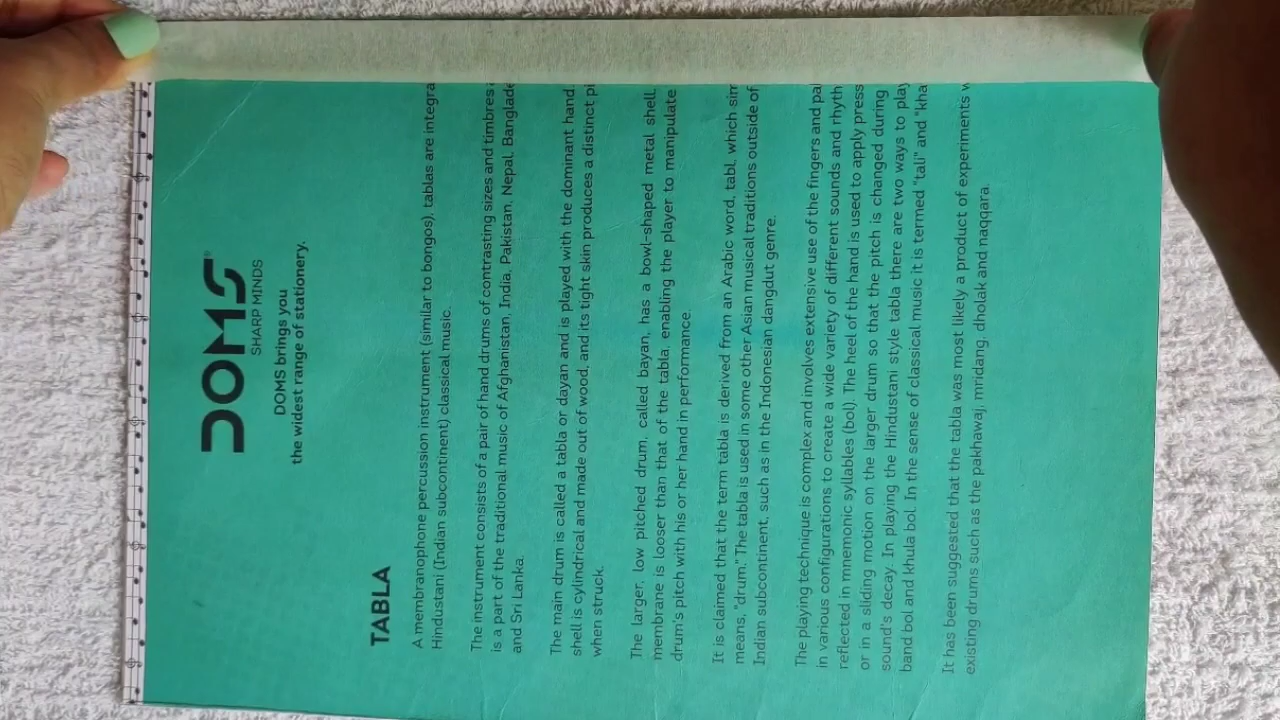 DOMS®
SHARP MINDS
DOMS brings you
the widest range of stationery.
TABLA
A membranophone percussion instrument (similar to bongos), tablas are integra
Hindustani (Indian subcontinent) classical music.
The instrument consists of a pair of hand drums of contrasting sizes and timbres
is a part of the traditional music of Afghanistan, India, Pakistan, Nepal, Banglade
and Sri Lanka.
The main drum is called a tabla or dayan and is played with the dominant hand.
shell is cylindrical and made out of wood, and its tight skin produces a distinct pi
when struck.
The larger, low pitched drum, called bayan, has a bowl-shaped metal shell.
membrane is looser than that of the tabla, enabling the player to manipulate
drum's pitch with his or her hand in performance.
It is claimed that the term tabla is derived from an Arabic word, tabl, which sim
means, "drum." The tabla is used in some other Asian musical traditions outside of
Indian subcontinent, such as in the Indonesian dangdut genre.
The playing technique is complex and involves extensive use of the fingers and pal
in various configurations to create a wide variety of different sounds and rhyth
reflected in mnemonic syllables (bol). The heel of the hand is used to apply press
or in a sliding motion on the larger drum so that the pitch is changed during
sound's decay. In playing the Hindustani style tabla there are two ways to play
band bol and khula bol. In the sense of classical music it is termed "tali" and "kha
It has been suggested that the tabla was most likely a product of experiments w
existing drums such as the pakhawaj, mridang, dholak and naqqara.